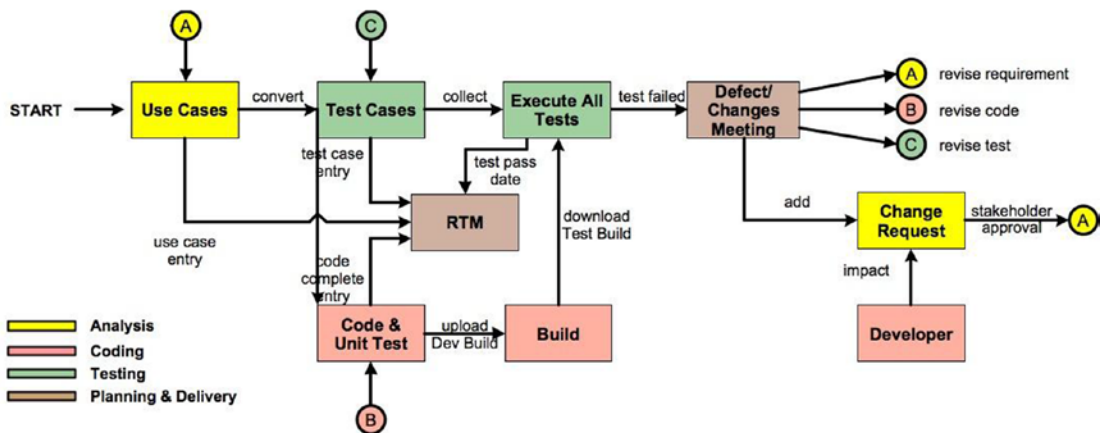 A
C
START
Use Cases
convert
Test Cases
collect
Execute All
Tests
test failed
Defect/
Changes
Meeting
A
revise requirement
B
revise code
C
revise test
test case
entry
test pass
date
use case
entry
RTM
download
Test Build
add
Change
Request
stakeholder
approval
A
code
complete
entry
impact
Code &
Unit Test
upload
Dev Build
Build
Developer
B
Analysis
Coding
Testing
Planning & Delivery